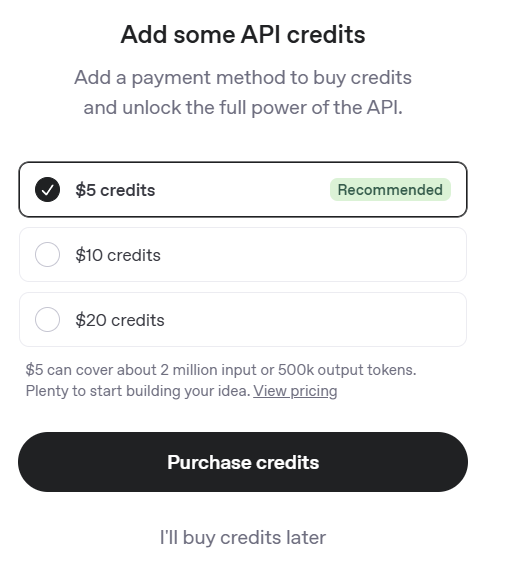 Add some API credits
Add a payment method to buy credits
and unlock the full power of the API.
$5 credits
Recommended
$10 credits
$20 credits
$5 can cover about 2 million input or 500k output tokens.
Plenty to start building your idea. View pricing
Purchase credits
I'll buy credits later